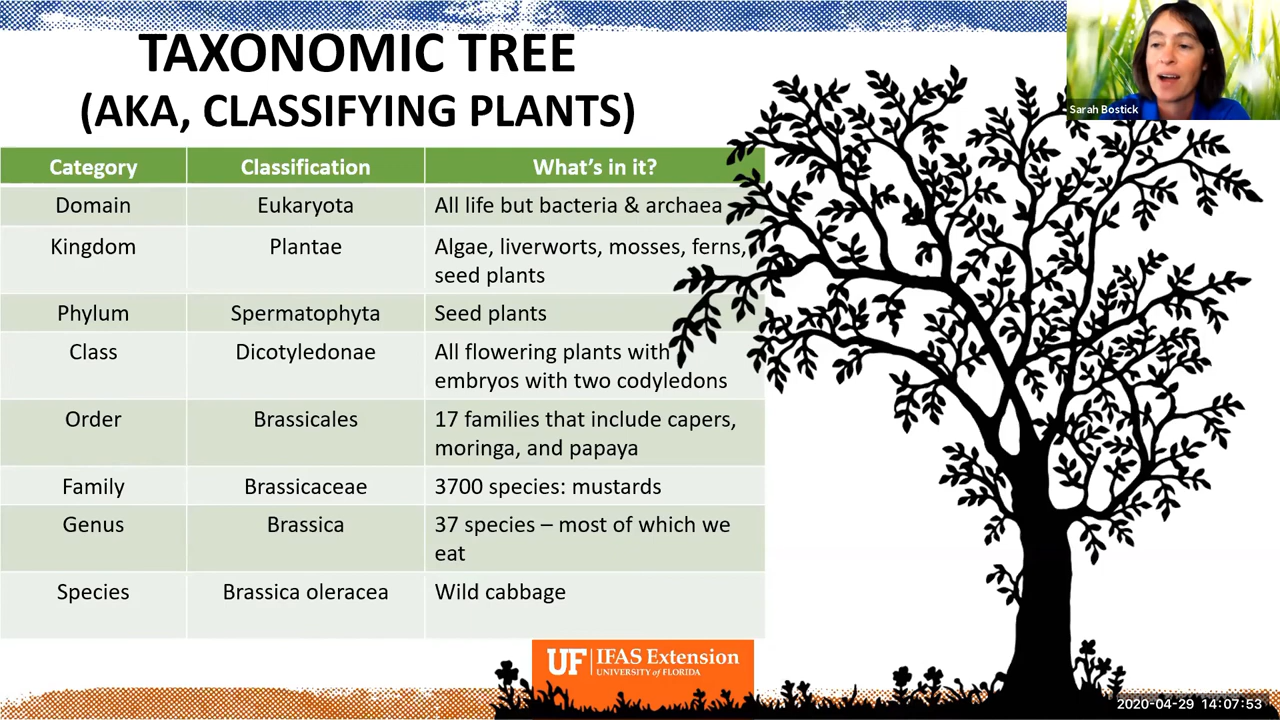 TAXONOMIC TREE
(AKA, CLASSIFYING PLANTS)
Sarah Bostick
Category Classification What's in it?
Domain Eukaryota All life but bacteria & archaea
Kingdom Plantae Algae, liverworts, mosses, ferns,
seed plants
Phylum Spermatophyta Seed plants
Class Dicotyledonae All flowering plants with
embryos with two codyledons
Order Brassicales 17 families that include capers,
moringa, and papaya
Family Brassicaceae 3700 species: mustards
Genus Brassica 37 species – most of which we
eat
Species Brassica oleracea Wild cabbage
UF IFAS Extension
UNIVERSITY of FLORIDA
2020-04-29 14:07:53